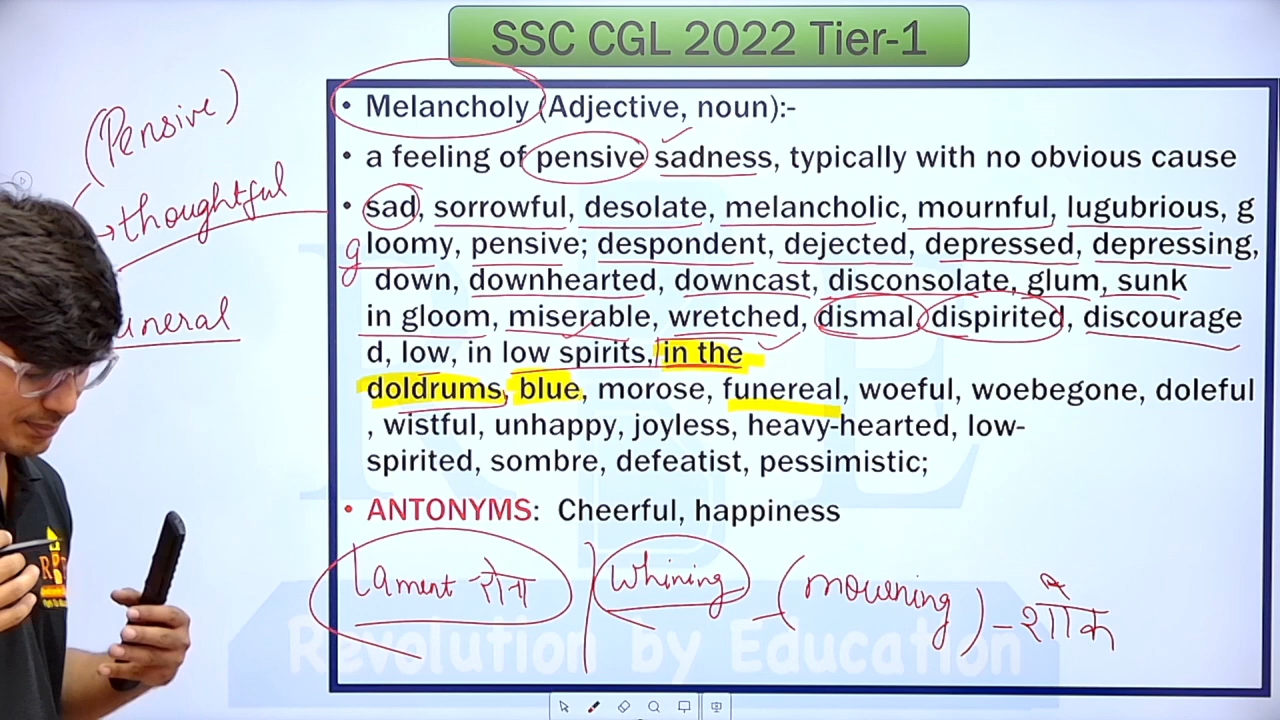 SSC CGL 2022 Tier-1
(Pensive)
→thoughtful
uneral
• Melancholy (Adjective, noun):-
• a feeling of pensive sadness, typically with no obvious cause
• sad, sorrowful, desolate, melancholic, mournful, lugubrious, g
g loomy, pensive; despondent, dejected, depressed, depressing,
down, downhearted, downcast, disconsolate, glum, sunk
in gloom, miserable, wretched, dismal, dispirited, discourage
d, low, in low spirits, in the
doldrums, blue, morose, funereal, woeful, woebegone, doleful
, wistful, unhappy, joyless, heavy-hearted, low-
spirited, sombre, defeatist, pessimistic;
• ANTONYMS: Cheerful, happiness
Lament - रोना | Whining - (mourning) - शोक
Revolution by Education